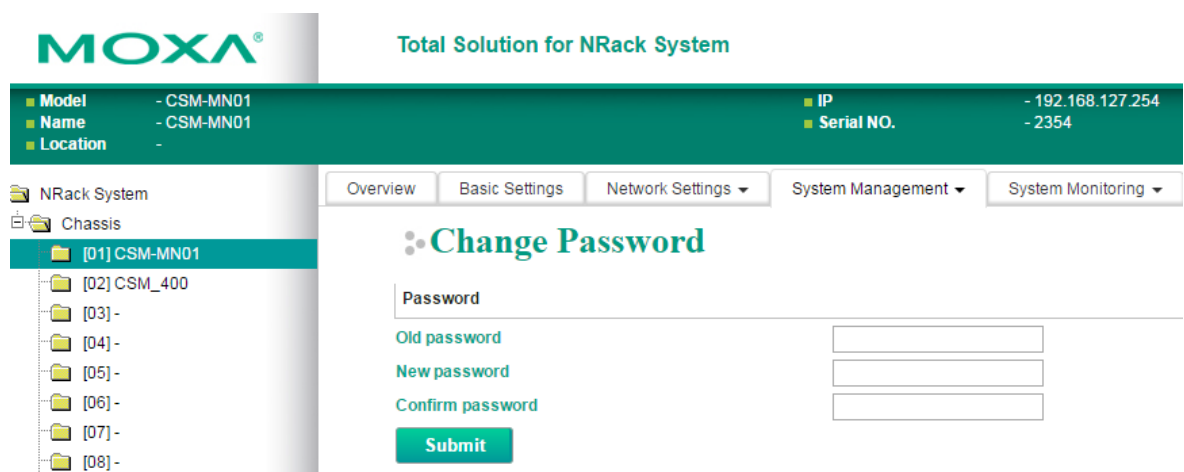 MOXA®
Total Solution for NRack System
Model - CSM-MN01
IP - 192.168.127.254
Name - CSM-MN01
Serial NO. - 2354
Location -
NRack System
Chassis
[01] CSM-MN01
[02] CSM_400
[03] -
[04] -
[05] -
[06] -
[07] -
[08] -
Overview Basic Settings Network Settings System Management System Monitoring
Change Password
Password
Old password
New password
Confirm password
Submit